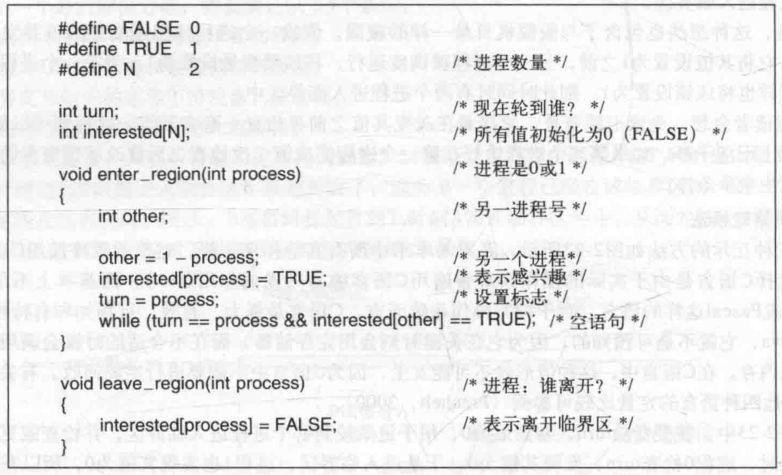 #define FALSE 0
#define TRUE 1
#define N 2 /* 进程数量 */
/* 现在轮到谁？ */
int interested[N]; /* 所有值初始化为0（FALSE）*/
void enter_region(int process) /* 进程是0或1 */
{
int other; /* 另一进程号 */
other = 1 - process; /* 另一个进程 */
interested[process] = TRUE; /* 表示感兴趣 */
turn = process; /* 设置标志 */
while (turn == process && interested[other] == TRUE); /* 空语句 */
}
void leave_region(int process) /* 进程：谁离开？ */
{
interested[process] = FALSE; /* 表示离开临界区 */